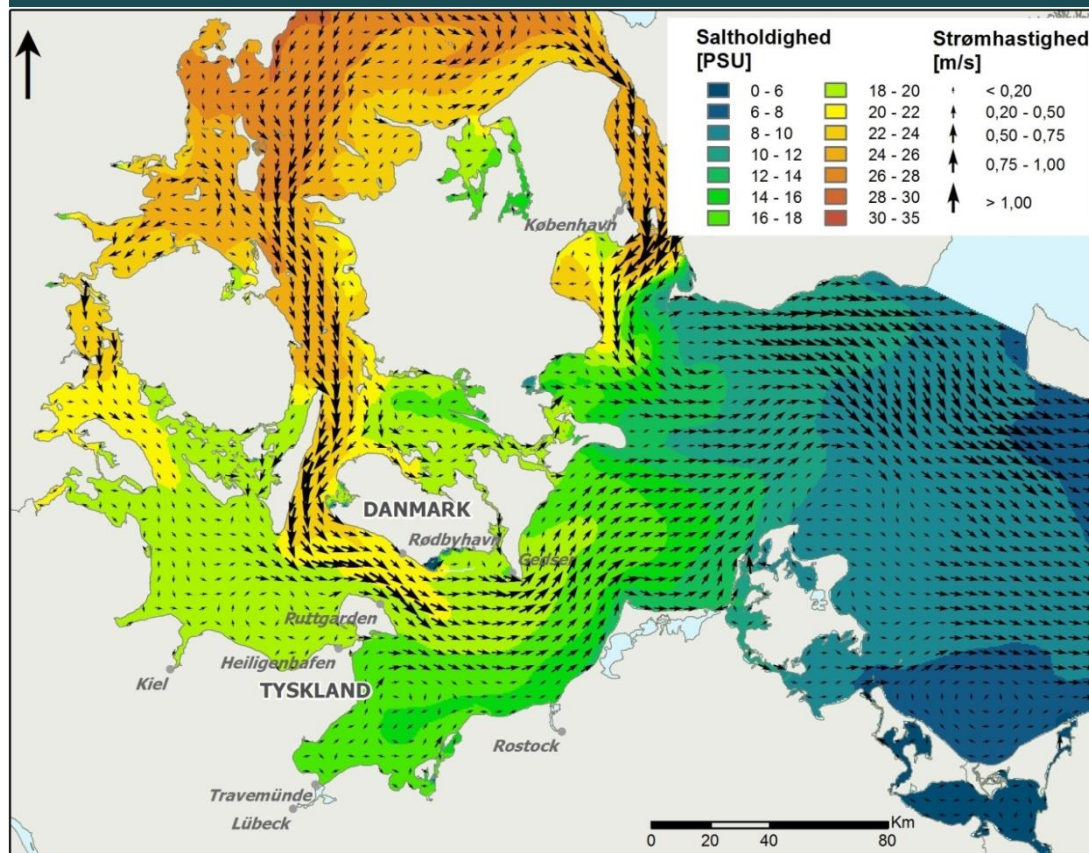 Saltholdighed
[PSU]
0 - 6
6 - 8
8 - 10
10 - 12
12 - 14
14 - 16
16 - 18
18 - 20
20 - 22
22 - 24
24 - 26
26 - 28
28 - 30
30 - 35
Strømhastighed
[m/s]
< 0,20
0,20 - 0,50
0,50 - 0,75
0,75 - 1,00
> 1,00
København
DANMARK
Rødbyhavn
Gedser
Puttgarden
Heiligenhafen
Kiel
TYSKLAND
Rostock
Travemünde
Lübeck
Km
0 20 40 80